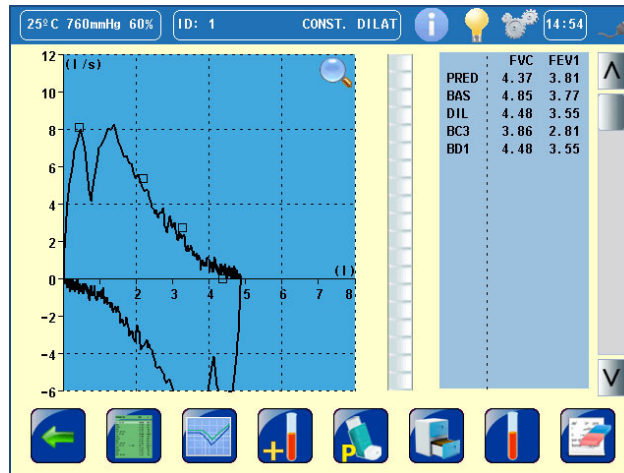 25ºC 760mmHg 60% ID: 1 CONST. DILAT 14:54
12 (l/s)
10
8
6
4
2
0
-2
-4
-6
2 3 4 5 6 7 8
(l)
FVC FEV1
PRED 4.37 3.81
BAS 4.85 3.77
DIL 4.48 3.55
BC3 3.86 2.81
BD1 4.48 3.55
i
+
P